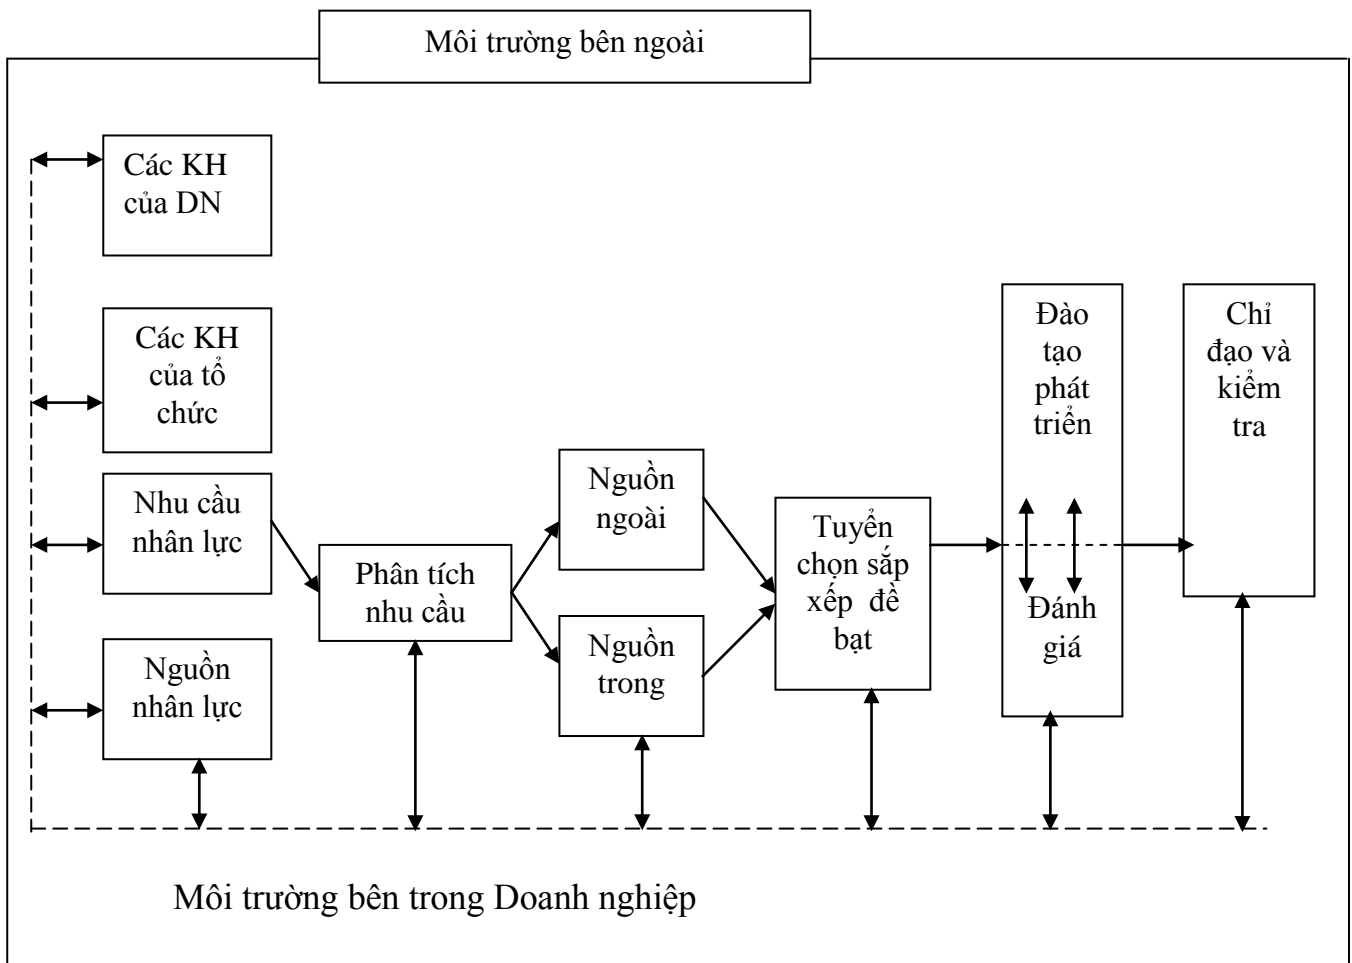 Môi trường bên ngoài
Các KH
của DN
Các KH
của tổ
chức
Nhu cầu
nhân lực
Nguồn
nhân lực
Phân tích
nhu cầu
Nguồn
ngoài
Nguồn
trong
Tuyển
chọn sắp
xếp đề
bạt
Đào
tạo
phát
triển
Đánh
giá
Chỉ
đạo và
kiểm
tra
Môi trường bên trong Doanh nghiệp